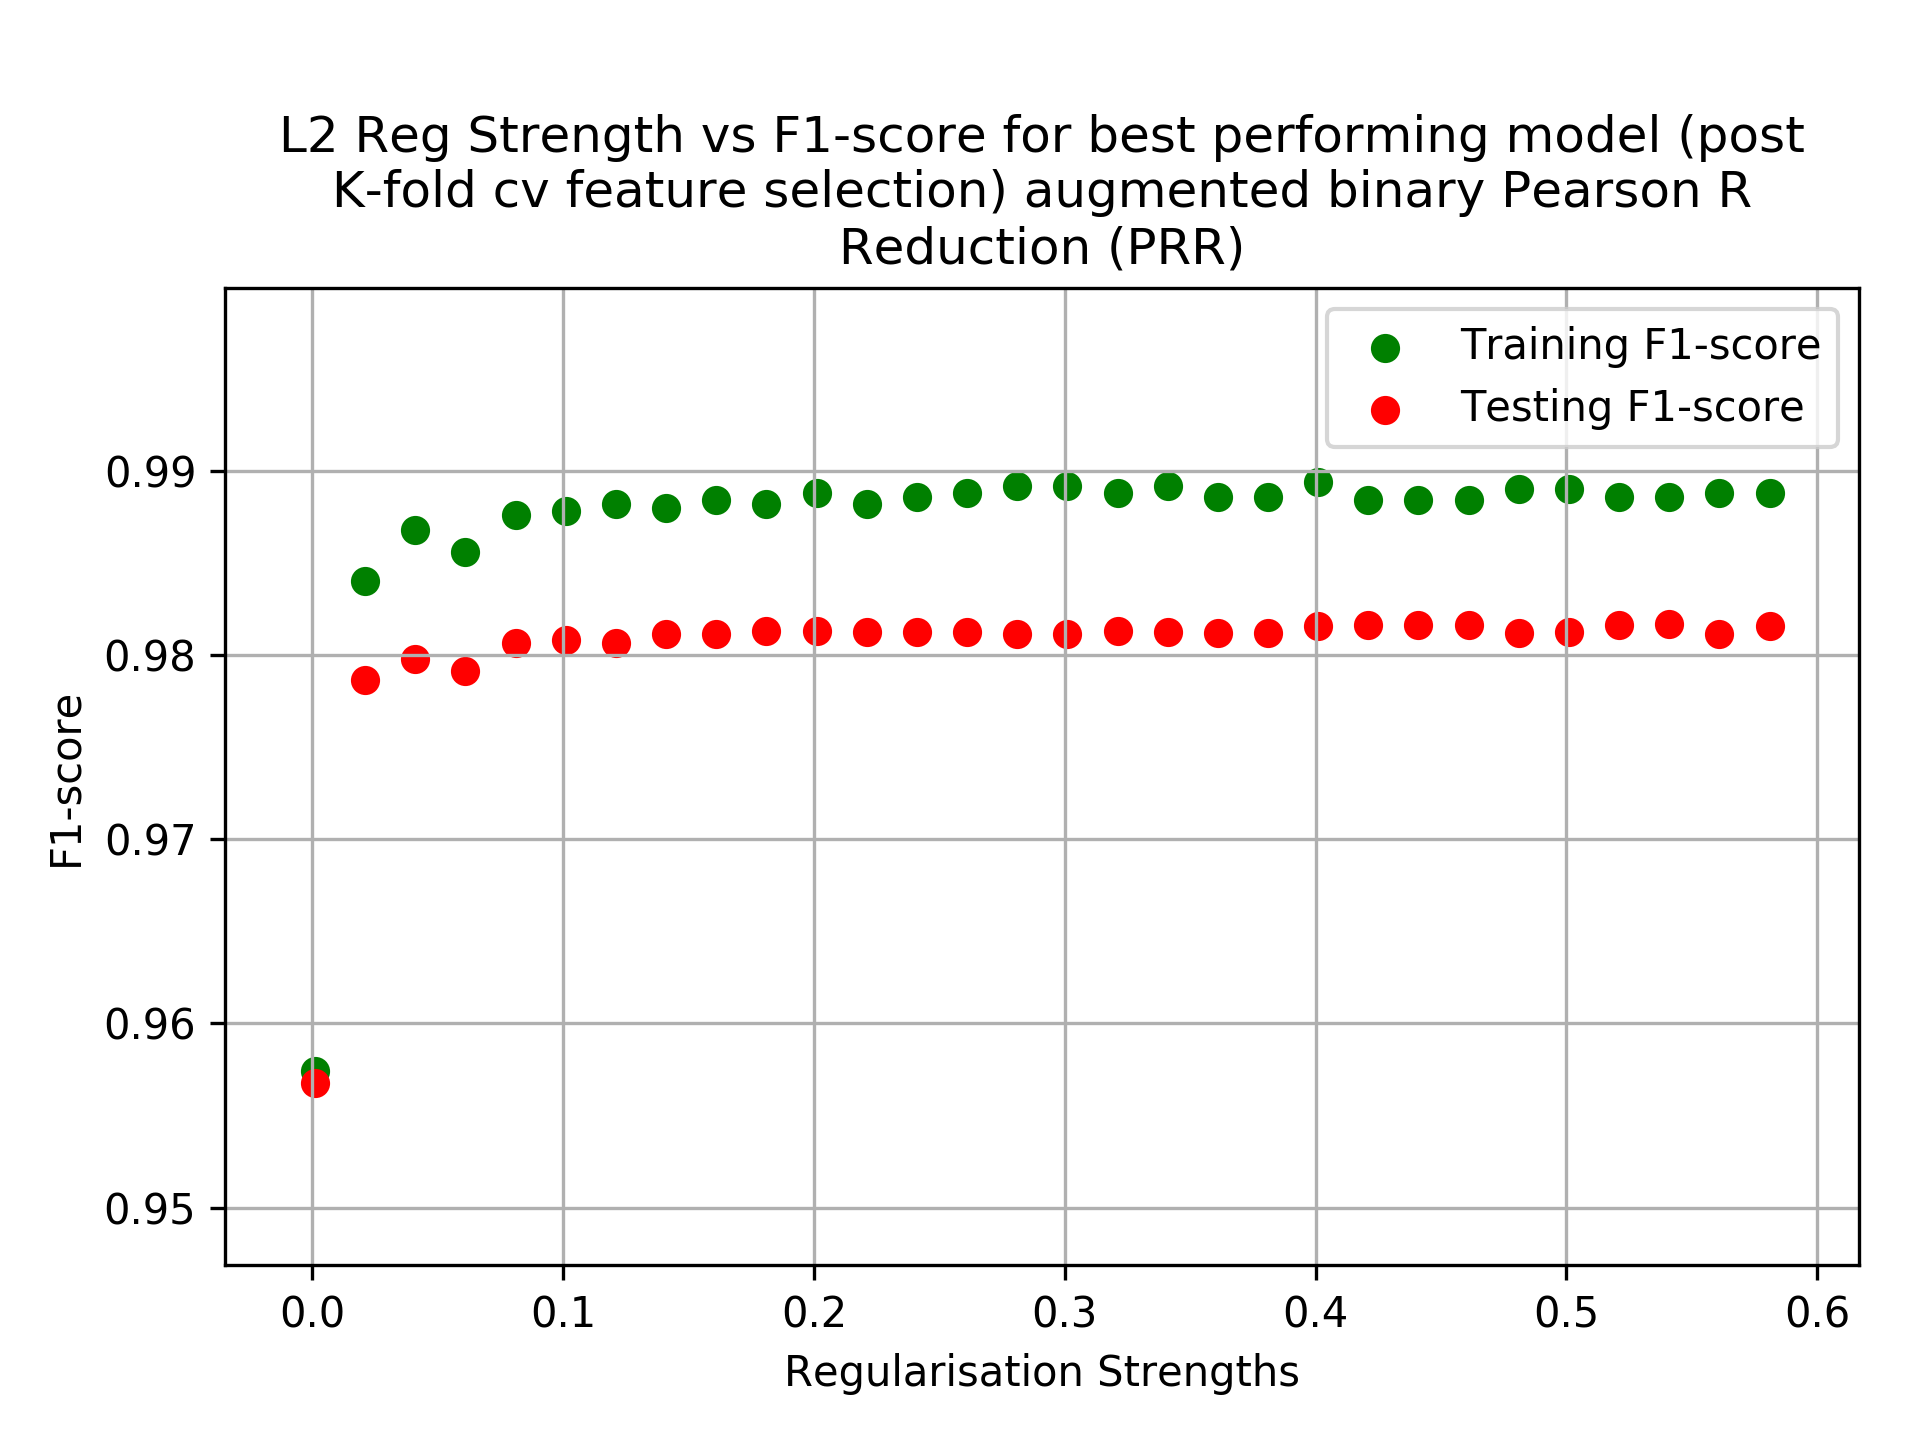 L2 Reg Strength vs F1-score for best performing model (post
K-fold cv feature selection) augmented binary Pearson R
Reduction (PRR)
Training F1-score
Testing F1-score
F1-score
0.99
0.98
0.97
0.96
0.95
0.0 0.1 0.2 0.3 0.4 0.5 0.6
Regularisation Strengths